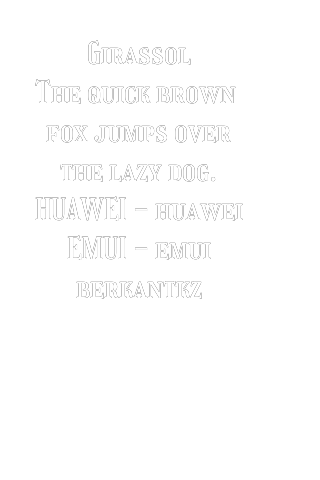 Girassol
The quick brown
fox jumps over
the lazy dog.
HUAWEI - huawei
EMUI - emui
berkantkz